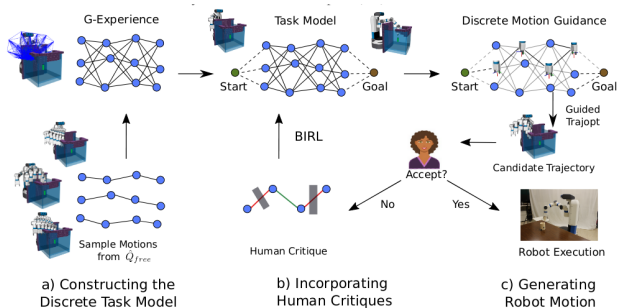 G-Experience
Task Model
Discrete Motion Guidance
Start
Goal
Start
Goal
Guided
Trajopt
BIRL
Candidate Trajectory
Accept?
No
Yes
Sample Motions
from Q̂free
Human Critique
Robot Execution
a) Constructing the
Discrete Task Model
b) Incorporating
Human Critiques
c) Generating
Robot Motion